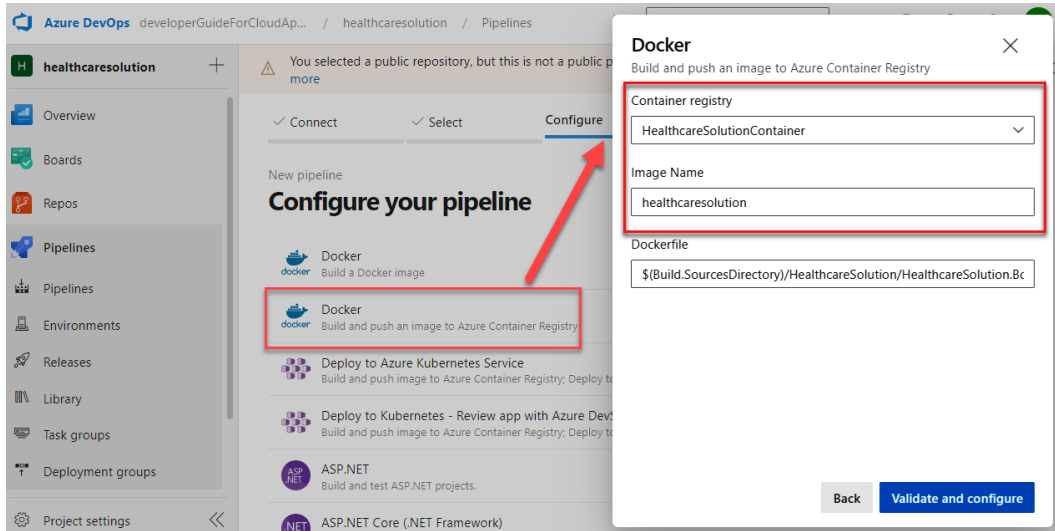 Azure DevOps developerGuideForCloudAp... / healthcaresolution / Pipelines
H healthcaresolution
Overview
Boards
Repos
Pipelines
Pipelines
Environments
Releases
Library
Task groups
Deployment groups
Project settings
You selected a public repository, but this is not a public
more
Connect
Select
Configure
New pipeline
Configure your pipeline
docker
Docker
Build a Docker image
docker
Docker
Build and push an image to Azure Container Registry
Deploy to Azure Kubernetes Service
Build and push image to Azure Container Registry; Deploy
Deploy to Kubernetes - Review app with Azure
Build and push image to Azure Container Registry; Deploy
ASP
.NET
ASP.NET
Build and test ASP.NET projects.
.NET
ASP.NET Core (.NET Framework)
Docker
Build and push an image to Azure Container Registry
Container registry
HealthcareSolutionContainer
Image Name
healthcaresolution
Dockerfile
$(Build.SourcesDirectory)/HealthcareSolution/HealthcareSolution.Bc
Back
Validate and configure